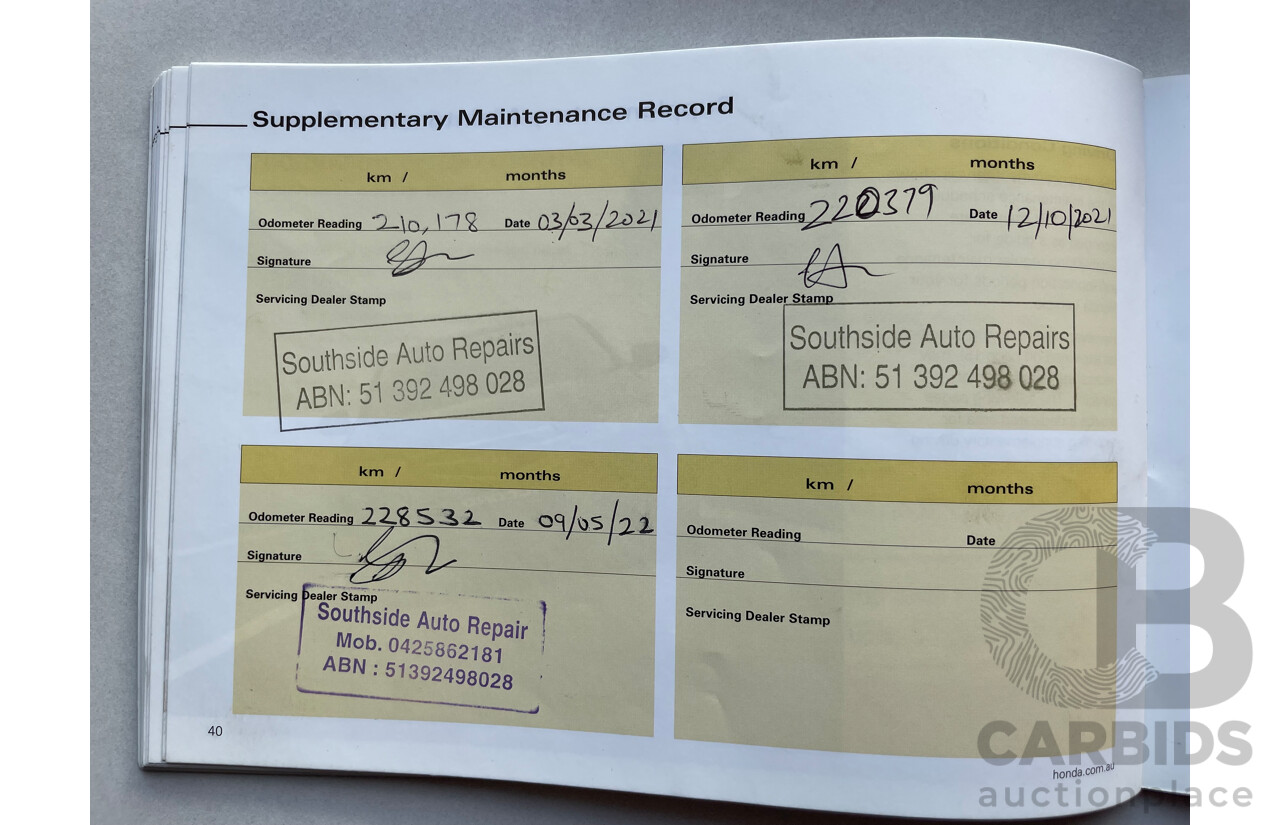 Supplementary Maintenance Record
km / months
Odometer Reading 210,178 Date 03/03/2021
Signature
Servicing Dealer Stamp
Southside Auto Repairs
ABN: 51 392 498 028
km / months
Odometer Reading 220379 Date 12/10/2021
Signature
Servicing Dealer Stamp
Southside Auto Repairs
ABN: 51 392 498 028
km / months
Odometer Reading 228532 Date 09/05/22
Signature
Servicing Dealer Stamp
Southside Auto Repair
Mob. 0425862181
ABN : 51392498028
km / months
Odometer Reading Date
Signature
Servicing Dealer Stamp
40
honda.com.au
CB
CARBIDS
auctionplace